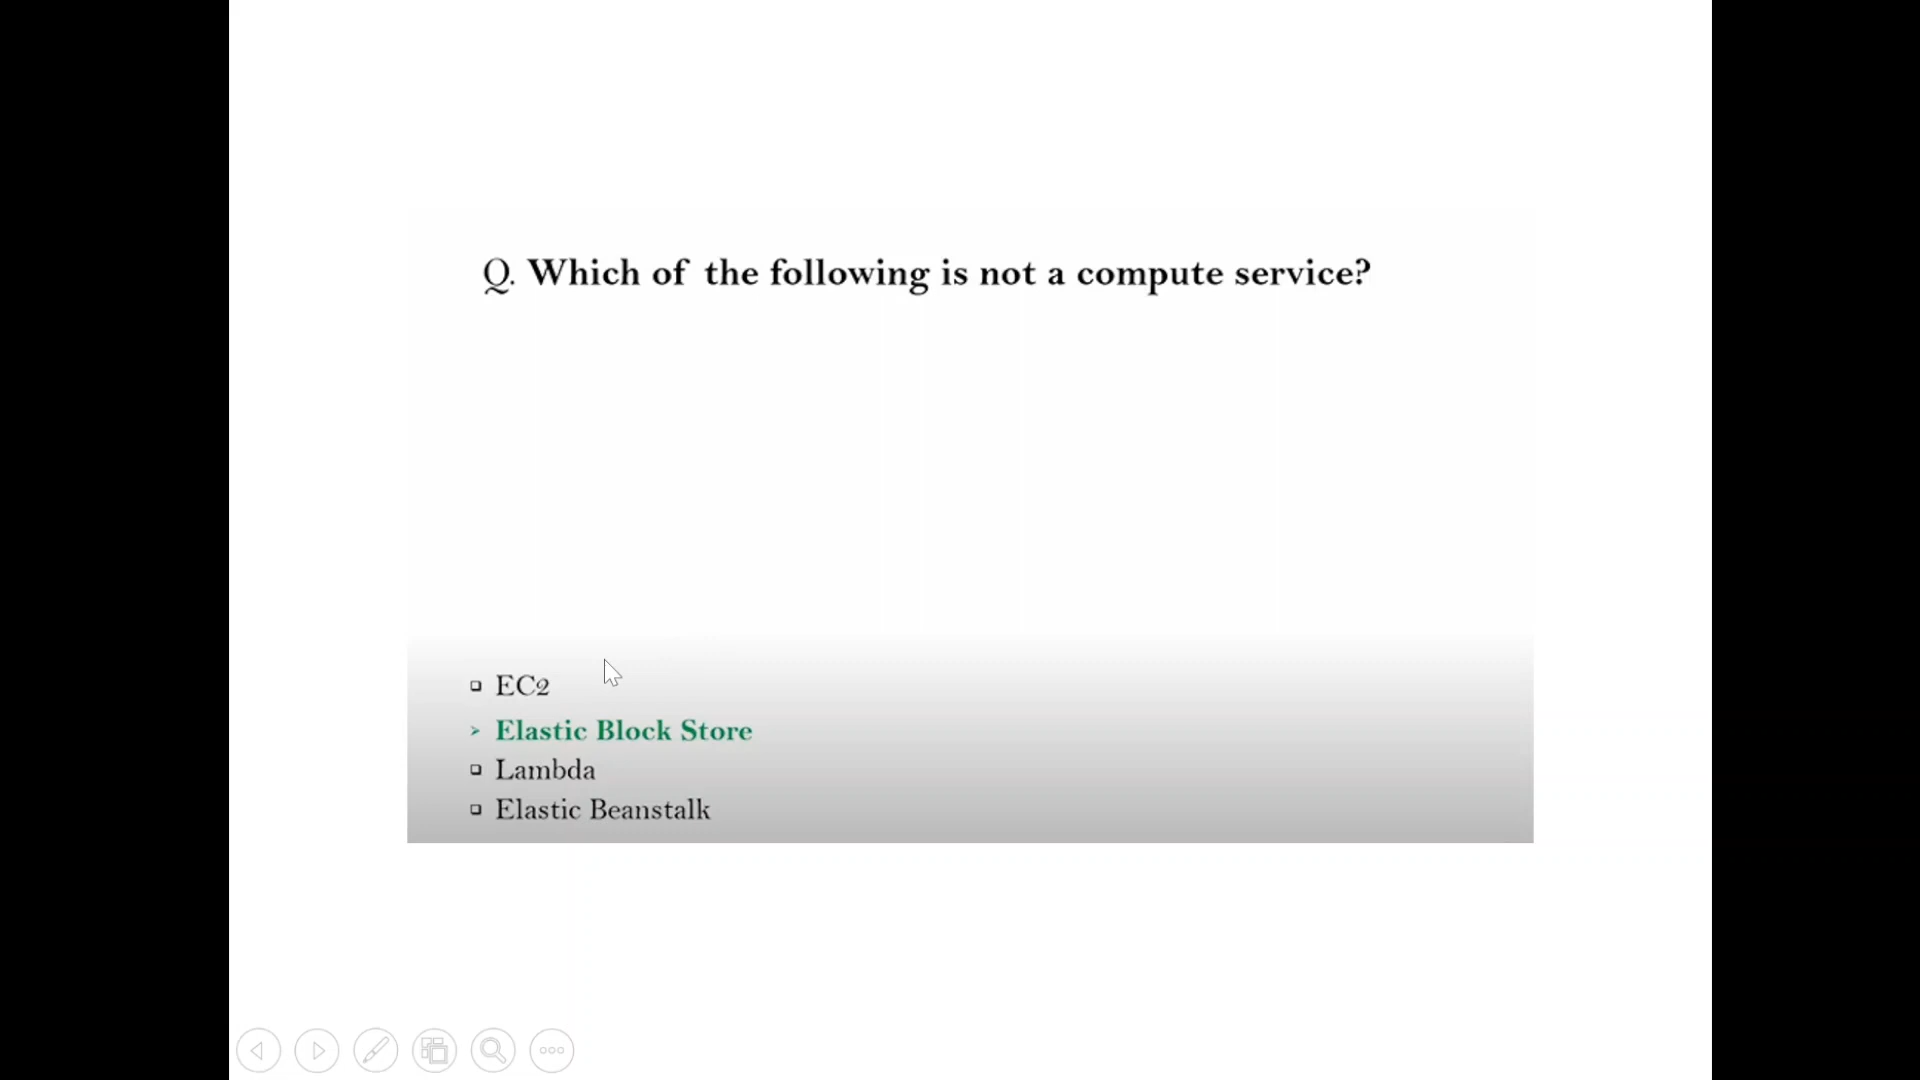 Q. Which of the following is not a compute service?
EC2
Elastic Block Store
Lambda
Elastic Beanstalk